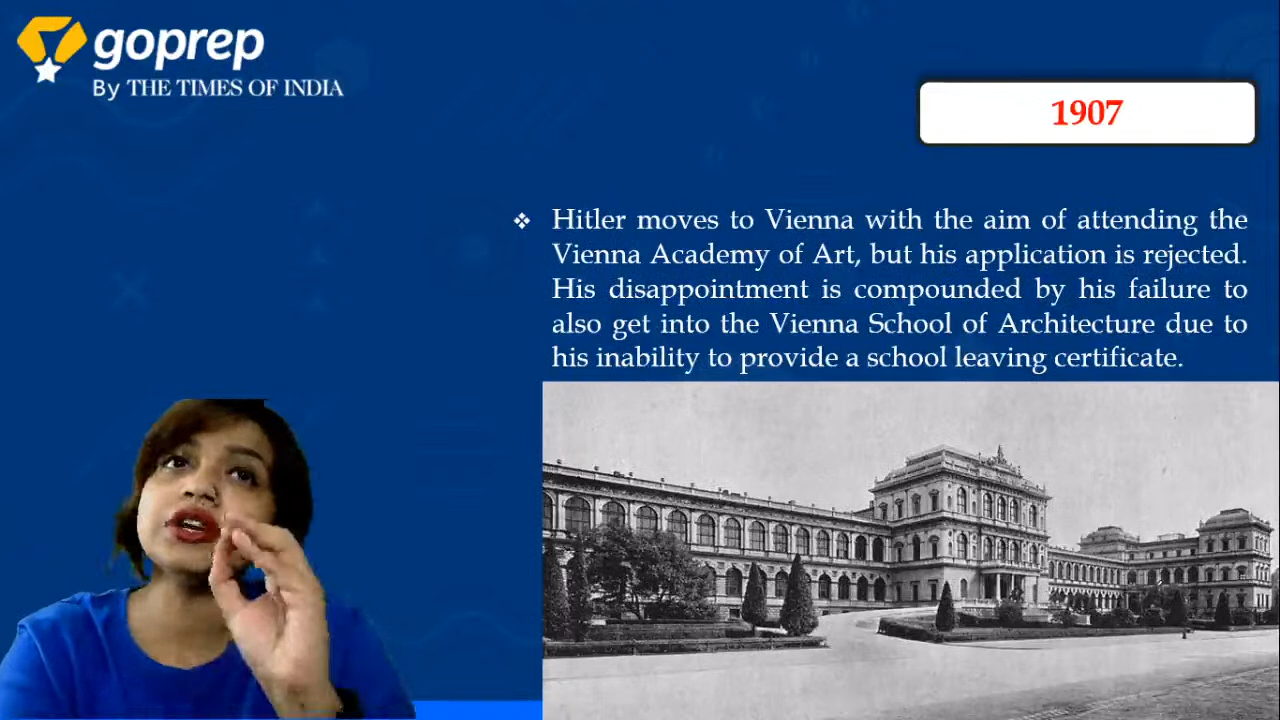 goprep
By THE TIMES OF INDIA
1907
❖ Hitler moves to Vienna with the aim of attending the
Vienna Academy of Art, but his application is rejected.
His disappointment is compounded by his failure to
also get into the Vienna School of Architecture due to
his inability to provide a school leaving certificate.